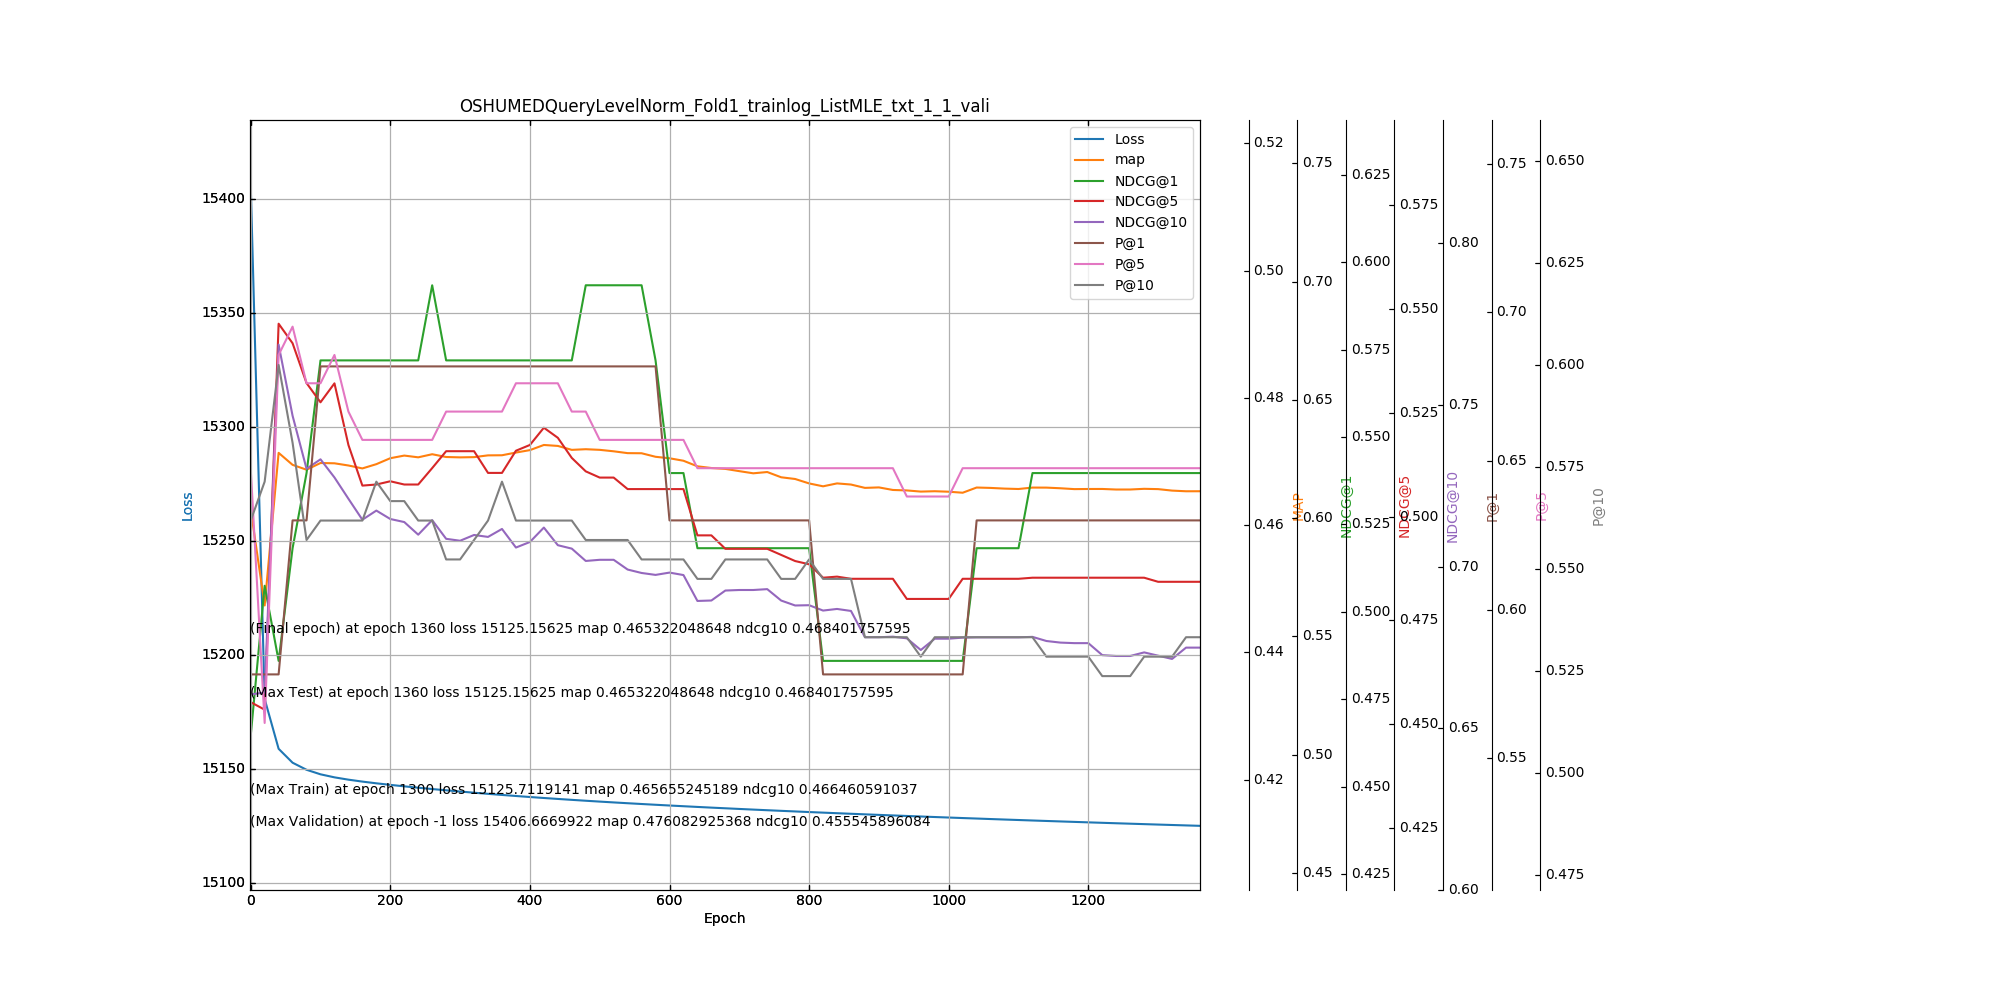 OSHUMEDQueryLevelNorm_Fold1_trainlog_ListMLE_txt_1_1_vali
Loss
map
NDCG@1
NDCG@5
NDCG@10
P@1
P@5
P@10
15400
15350
15300
15250
15200
15150
15100
Loss
(Final epoch) at epoch 1360 loss 15125.15625 map 0.465322048648 ndcg10 0.468401757595
(Max Test) at epoch 1360 loss 15125.15625 map 0.465322048648 ndcg10 0.468401757595
(Max Train) at epoch 1300 loss 15125.7119141 map 0.465655245189 ndcg10 0.466460591037
(Max Validation) at epoch -1 loss 15406.6669922 map 0.476082925368 ndcg10 0.455545896084
0 200 400 600 800 1000 1200
Epoch
0.52
0.50
0.48
0.46
0.44
0.42
MAP
0.75
0.70
0.65
0.60
0.55
0.50
0.45
NDCG@1
0.625
0.600
0.575
0.550
0.525
0.500
0.475
0.450
0.425
NDCG@5
0.575
0.550
0.525
0.500
0.475
0.450
0.425
NDCG@10
0.80
0.75
0.70
0.65
0.60
P@1
0.75
0.70
0.65
0.60
0.55
P@5
0.650
0.625
0.600
0.575
0.550
0.525
0.500
0.475
P@10